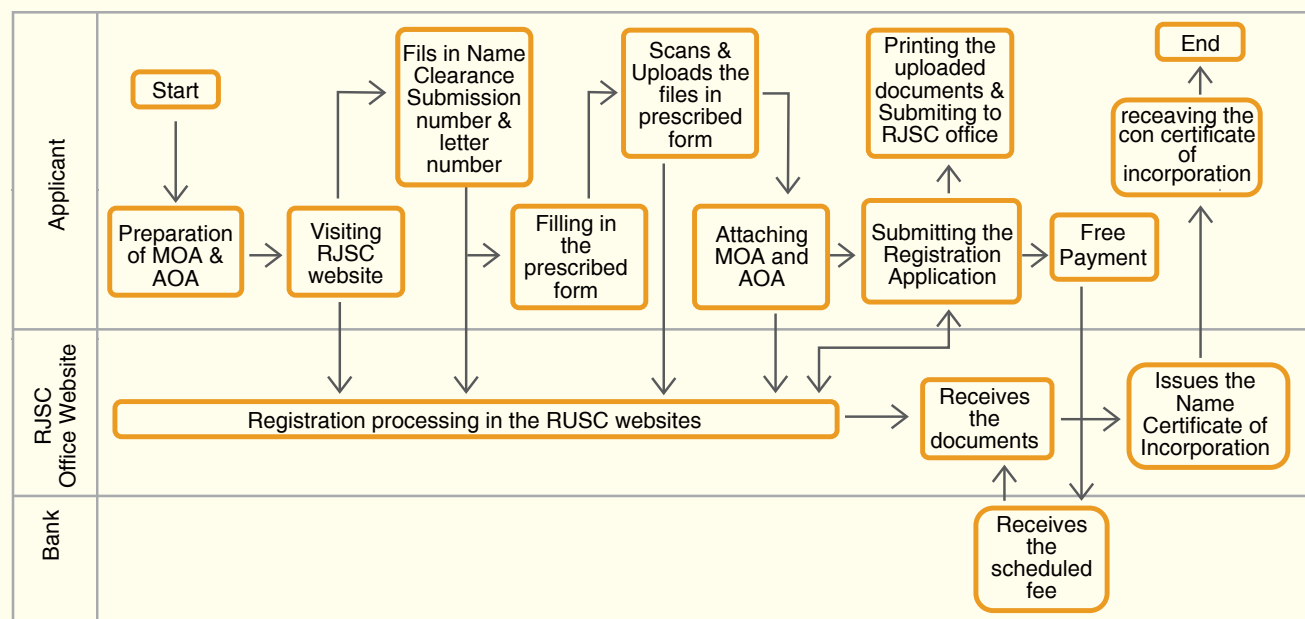 Applicant
Start
Preparation
of MOA &
AOA
Visiting
RJSC
website
Fils in Name
Clearance
Submission
number &
letter
number
Filling in
the
prescribed
form
Scans &
Uploads the
files in
prescribed
form
Attaching
MOA and
AOA
Printing the
uploaded
documents &
Submiting to
RJSC office
Submitting the
Registration
Application
Free
Payment
End
receaving the
con certificate
of
incorporation
RJSC
Office Website
Registration processing in the RUSC websites
Receives
the
documents
Issues the
Name
Certificate of
Incorporation
Bank
Receives
the
scheduled
fee